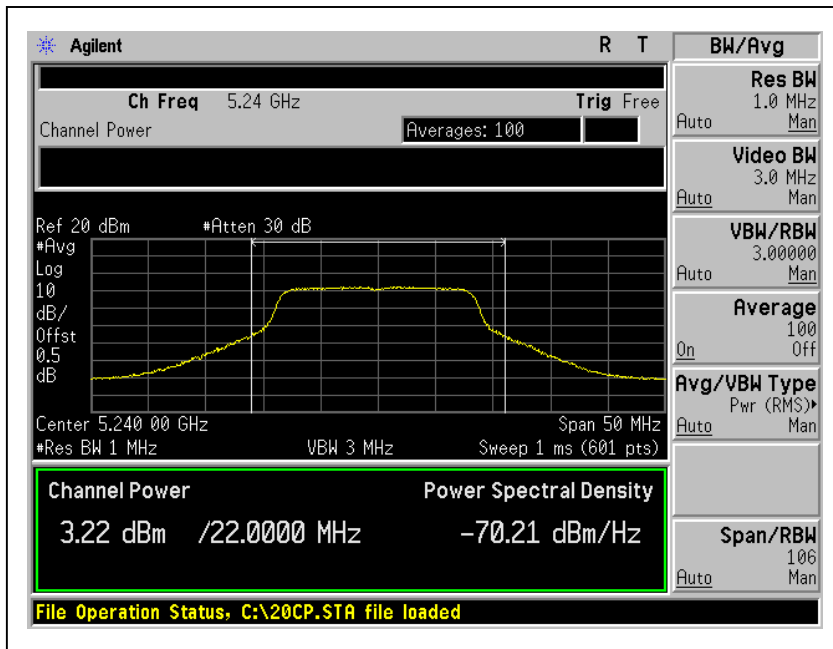 Agilent R T
BW/Avg
Ch Freq 5.24 GHz Trig Free
Channel Power Averages: 100
Ref 20 dBm #Atten 30 dB
#Avg
Log
10
dB/
Offst
0.5
dB
Center 5.240 00 GHz Span 50 MHz
#Res BW 1 MHz VBW 3 MHz Sweep 1 ms (601 pts)
Channel Power Power Spectral Density
3.22 dBm /22.0000 MHz -70.21 dBm/Hz
File Operation Status, C:\20CP.STA file loaded
Res BW
1.0 MHz
Auto Man
Video BW
3.0 MHz
Auto Man
VBW/RBW
3.00000
Auto Man
Average
100
On Off
Avg/VBW Type
Pwr (RMS)
Auto Man
Span/RBW
106
Auto Man